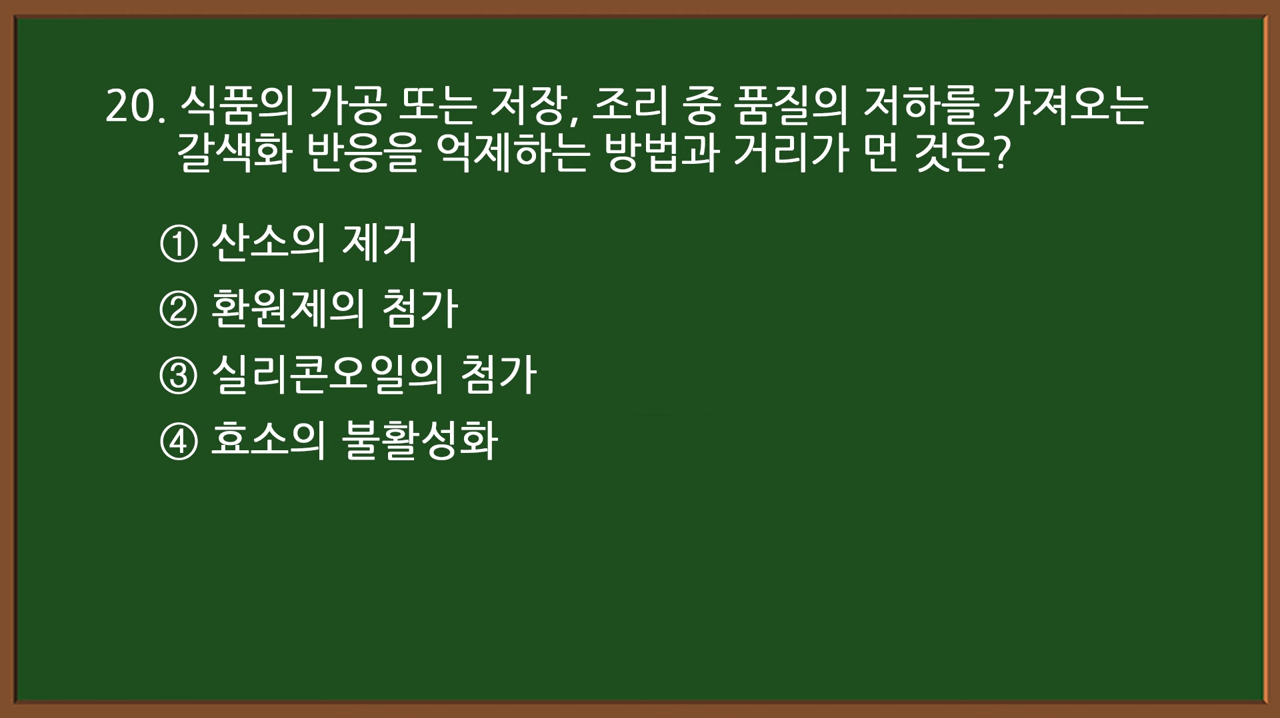 20. 식품의 가공 또는 저장, 조리 중 품질의 저하를 가져오는
갈색화 반응을 억제하는 방법과 거리가 먼 것은?
① 산소의 제거
② 환원제의 첨가
③ 실리콘오일의 첨가
④ 효소의 불활성화